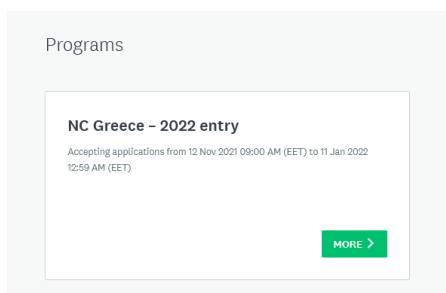 Programs
NC Greece – 2022 entry
Accepting applications from 12 Nov 2021 09:00 AM (EET) to 11 Jan 2022
12:59 AM (EET)
MORE